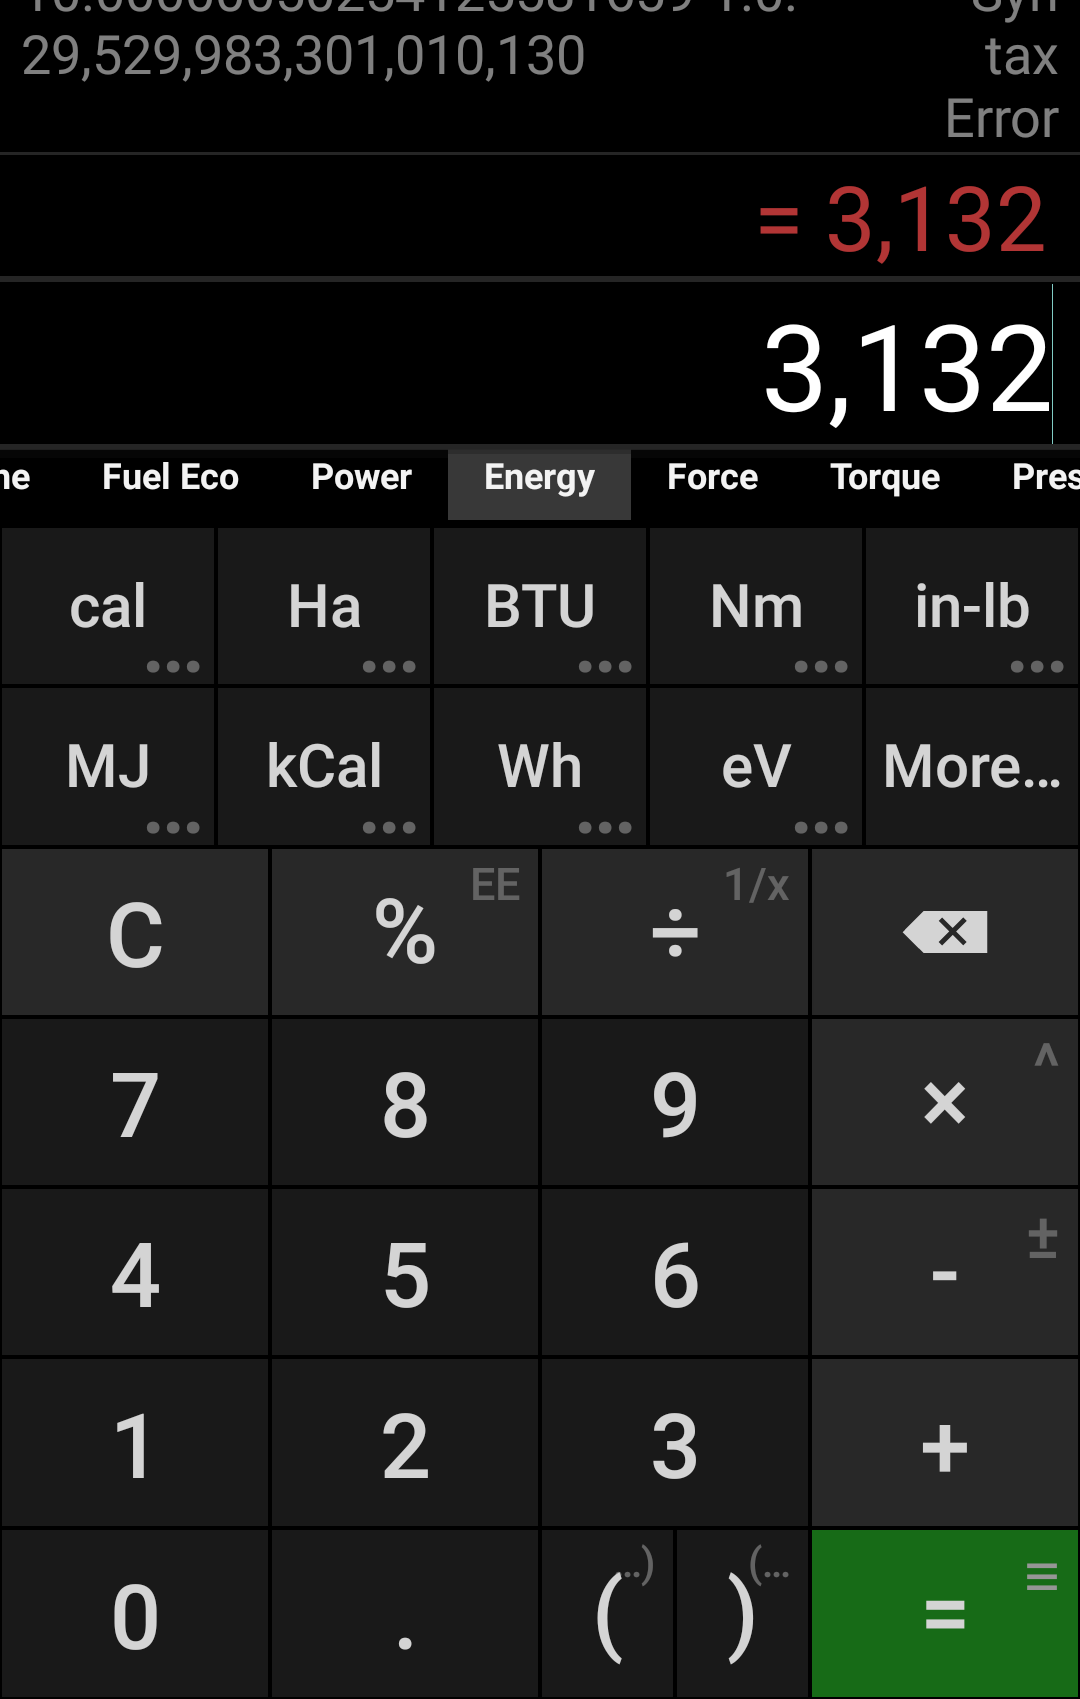 29,529,983,301,010,130
Syn
tax
Error
= 3,132
3,132
ne Fuel Eco Power Energy Force Torque Pres
cal Ha BTU Nm in-lb
MJ kCal Wh eV More...
C % EE ÷ 1/x
7 8 9 × ^
4 5 6 - ±
1 2 3 +
0 . ( ..) ) (... = ≡